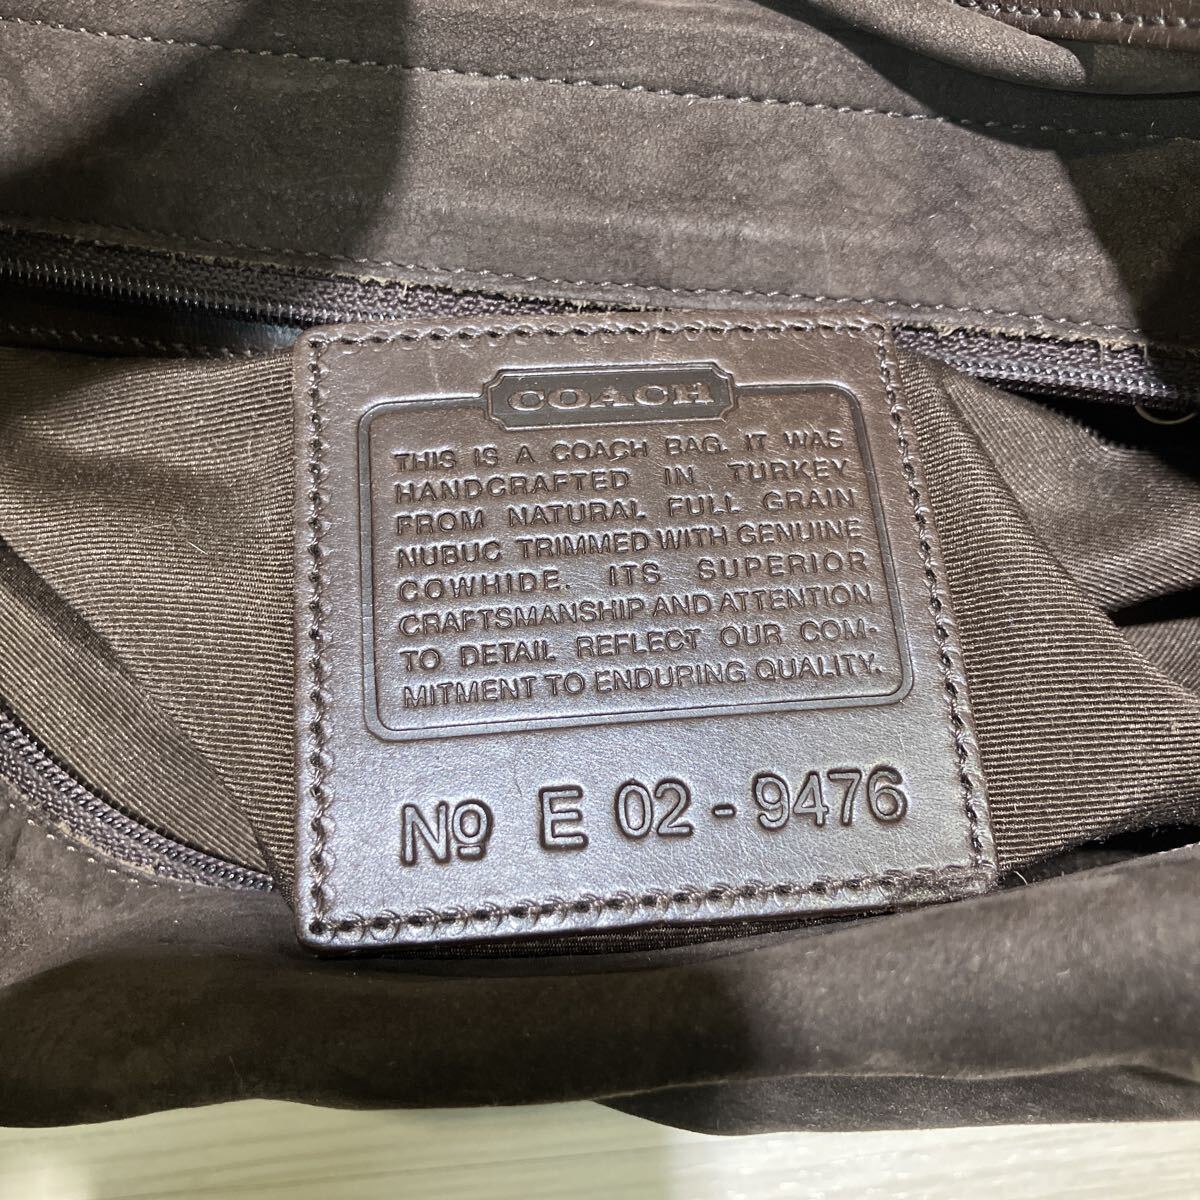 COACH
THIS IS A COACH BAG. IT WAS
HANDCRAFTED IN TURKEY
FROM NATURAL FULL GRAIN
NUBUC TRIMMED WITH GENUINE
COWHIDE. ITS SUPERIOR
CRAFTSMANSHIP AND ATTENTION
TO DETAIL REFLECT OUR COM-
MITMENT TO ENDURING QUALITY.
Nº E 02-9476